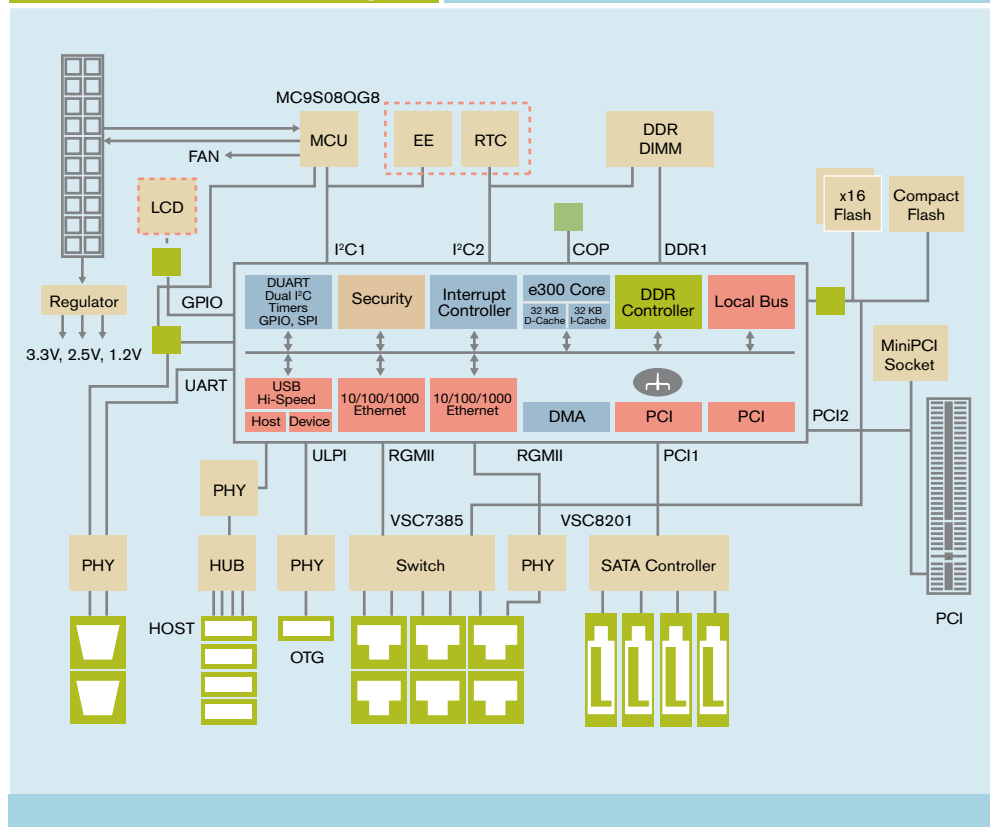 MC9S08QG8
MCU
EE
RTC
DDR
DIMM
FAN
LCD
x16
Flash
Compact
Flash
I²C1
I²C2
COP
DDR1
Regulator
GPIO
3.3V, 2.5V, 1.2V
UART
DUART
Dual I²C
Timers
GPIO, SPI
Security
Interrupt
Controller
e300 Core
32 KB
D-Cache
32 KB
I-Cache
DDR
Controller
Local Bus
USB
Hi-Speed
Host
Device
10/100/1000
Ethernet
10/100/1000
Ethernet
DMA
PCI
PCI
MiniPCI
Socket
PCI2
ULPI
RGMII
RGMII
PCI1
PHY
VSC7385
VSC8201
PHY
HUB
PHY
Switch
PHY
SATA Controller
PCI
HOST
OTG